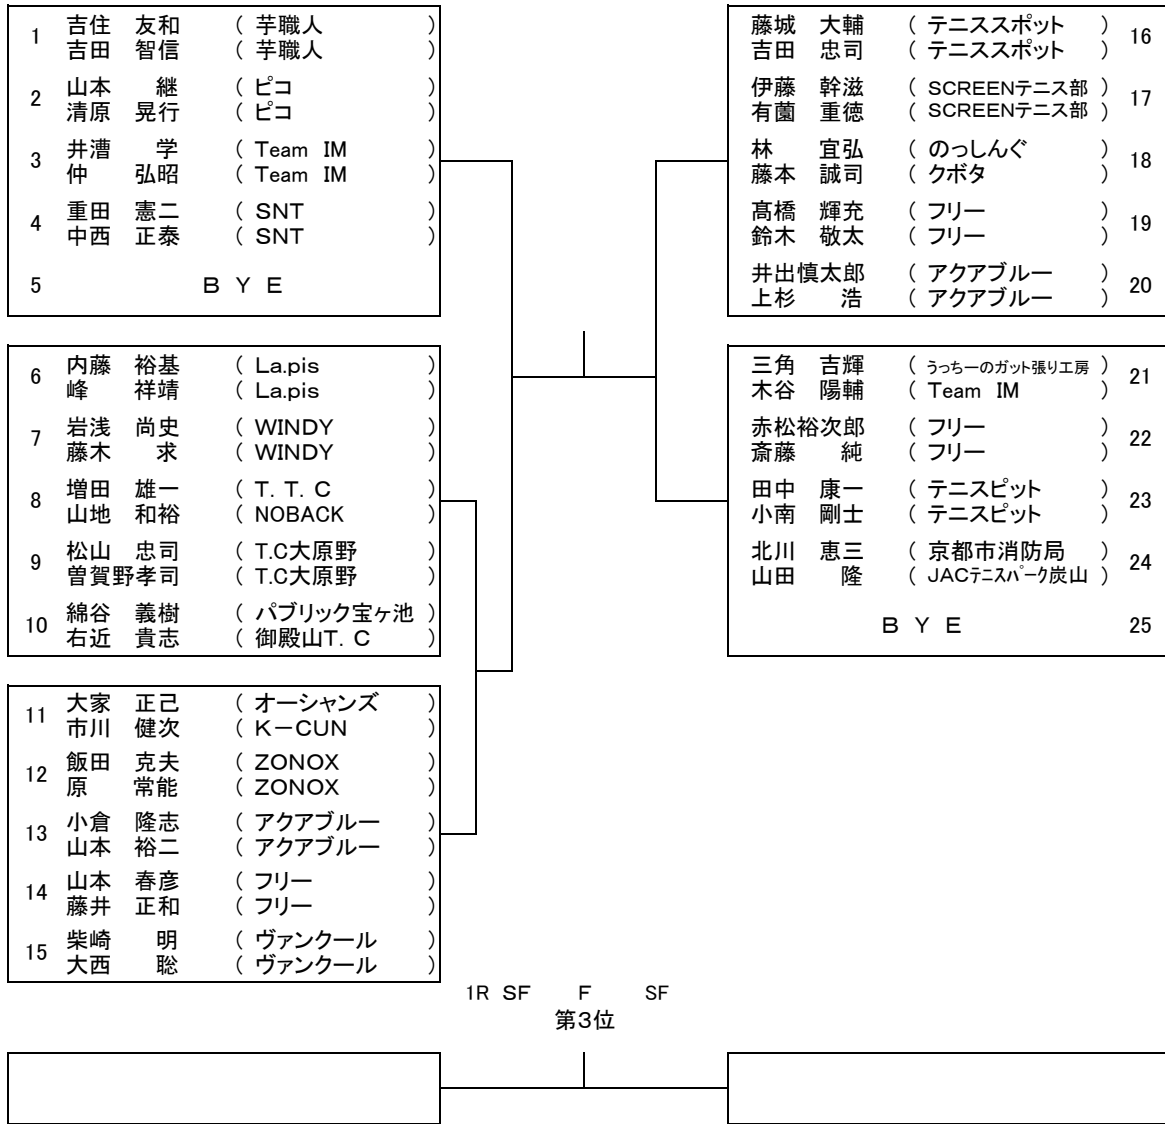 1 吉住 友和 ( 芋職人 )
吉田 智信 ( 芋職人 )
2 山本 継 ( ピコ )
清原 晃行 ( ピコ )
3 井漕 学 ( Team IM )
仲 弘昭 ( Team IM )
4 重田 憲二 ( SNT )
中西 正泰 ( SNT )
5 B Y E
6 内藤 裕基 ( La.pis )
峰 祥靖 ( La.pis )
7 岩浅 尚史 ( WINDY )
藤木 求 ( WINDY )
8 増田 雄一 ( T. T. C )
山地 和裕 ( NOBACK )
9 松山 忠司 ( T.C大原野 )
曽賀野孝司 ( T.C大原野 )
10 綿谷 義樹 ( パブリック宝ヶ池 )
右近 貴志 ( 御殿山T. C )
11 大家 正己 ( オーシャンズ )
市川 健次 ( K－CUN )
12 飯田 克夫 ( ZONOX )
原 常能 ( ZONOX )
13 小倉 隆志 ( アクアブルー )
山本 裕二 ( アクアブルー )
14 山本 春彦 ( フリー )
藤井 正和 ( フリー )
15 柴崎 明 ( ヴァンクール )
大西 聡 ( ヴァンクール )
藤城 大輔 ( テニススポット ) 16
吉田 忠司 ( テニススポット )
伊藤 幹滋 ( SCREENテニス部 ) 17
有薗 重徳 ( SCREENテニス部 )
林 宜弘 ( のっしんぐ ) 18
藤本 誠司 ( クボタ )
髙橋 輝充 ( フリー ) 19
鈴木 敬太 ( フリー )
井出慎太郎 ( アクアブルー ) 20
上杉 浩 ( アクアブルー )
三角 吉輝 ( うっちーのガット張り工房 ) 21
木谷 陽輔 ( Team IM )
赤松裕次郎 ( フリー ) 22
斎藤 純 ( フリー )
田中 康一 ( テニスピット ) 23
小南 剛士 ( テニスピット )
北川 恵三 ( 京都市消防局 ) 24
山田 隆 ( JACﾃﾆｽﾊﾟｰｸ炭山 )
B Y E 25
1R SF F SF
第3位